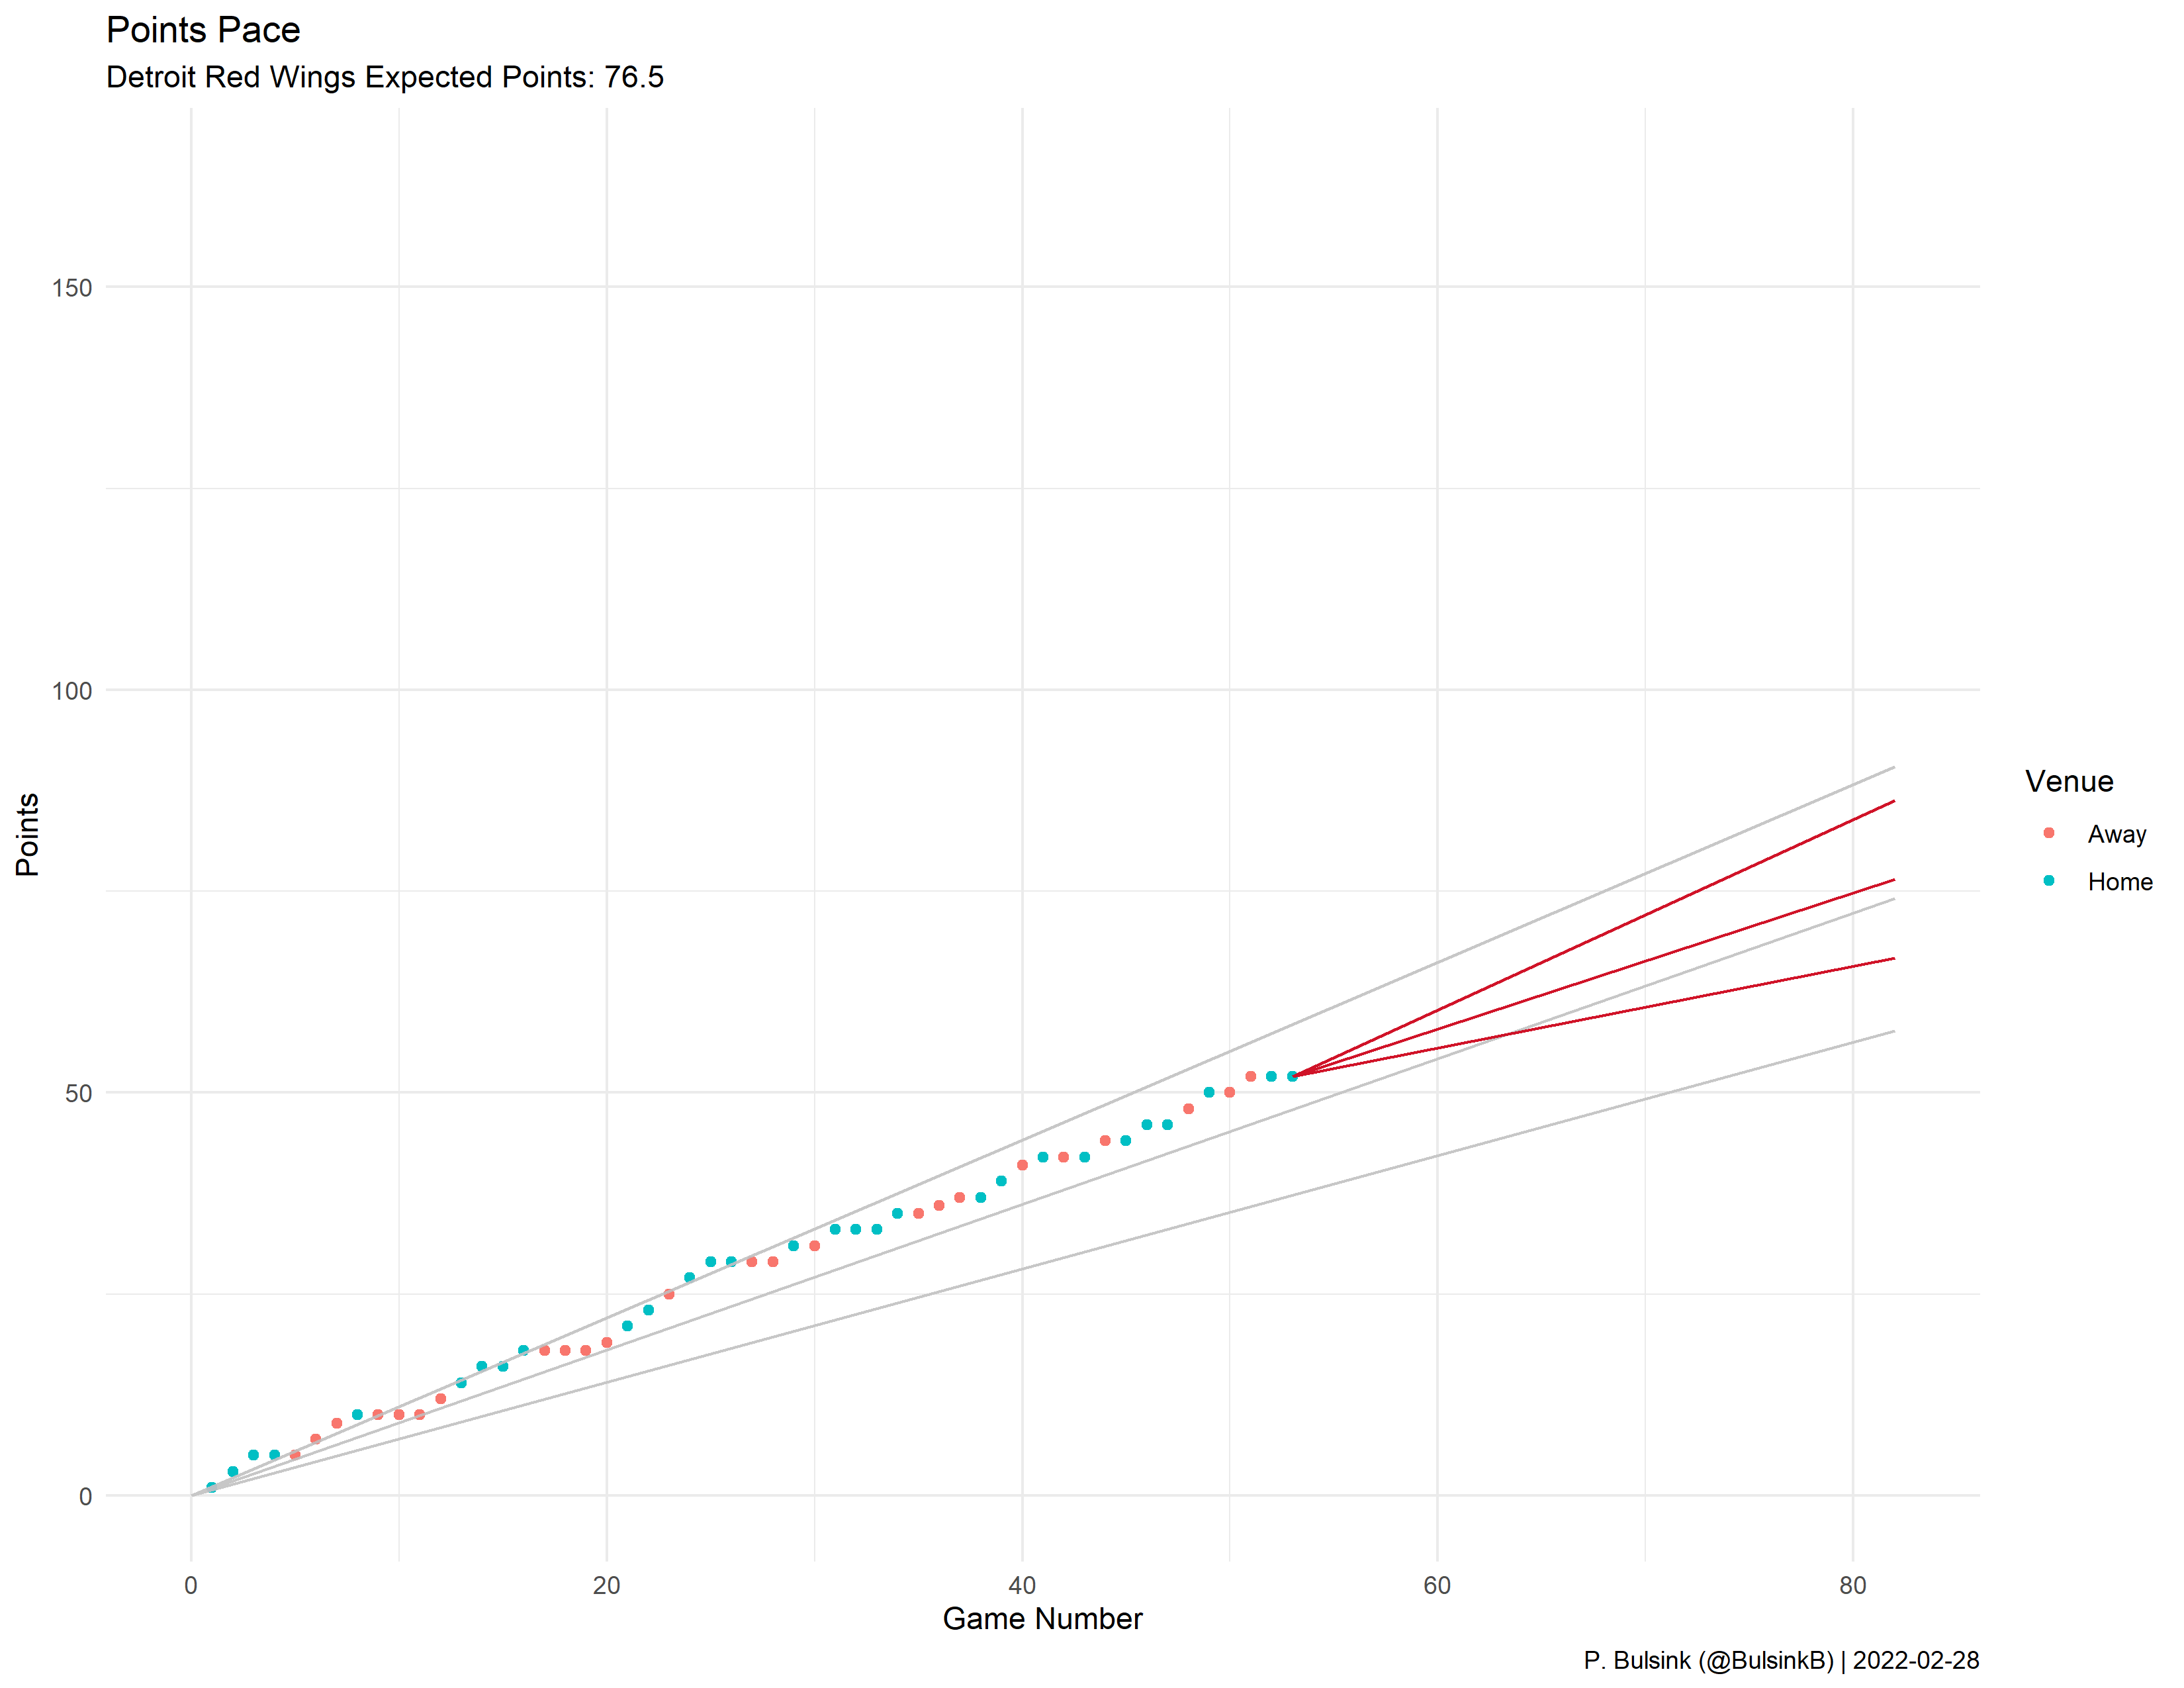 Points Pace
Detroit Red Wings Expected Points: 76.5
150
100
50
0
Points
0 20 40 60 80
Game Number
Venue
Away
Home
P. Bulsink (@BulsinkB) | 2022-02-28